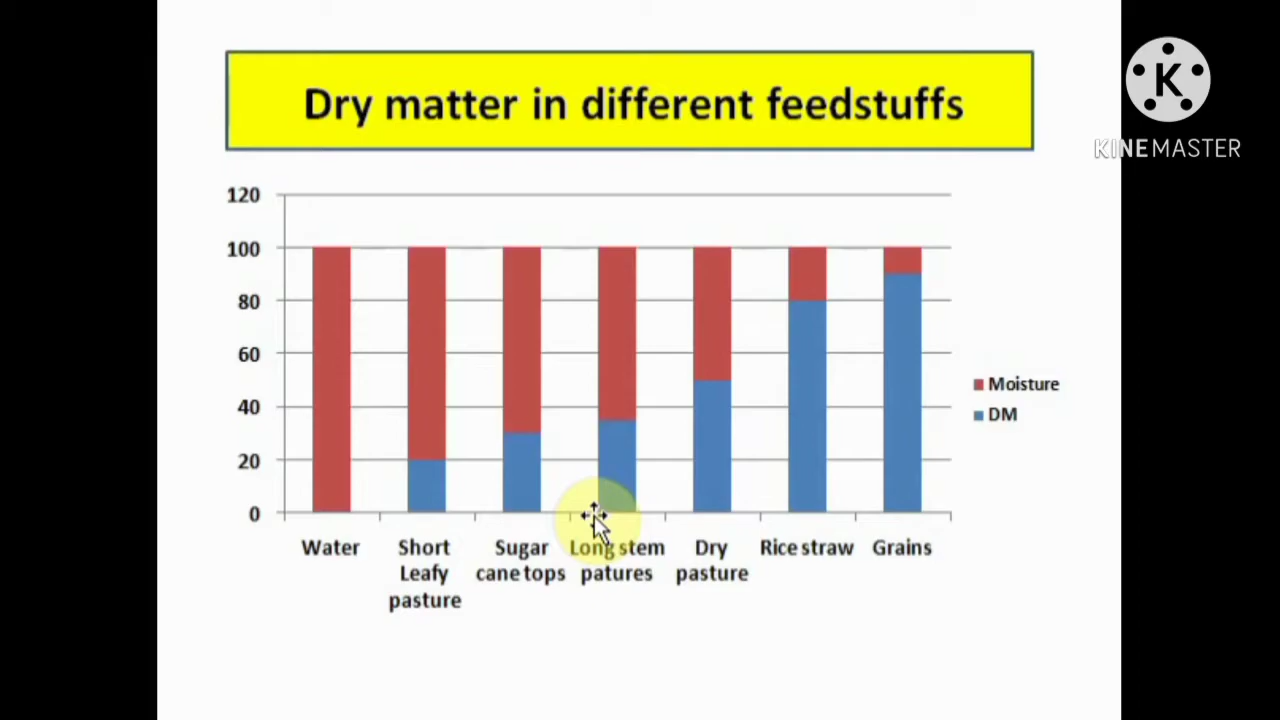 Dry matter in different feedstuffs
K
KINEMASTER
120
100
80
60
40
20
0
Moisture
DM
Water
Short
Leafy
pasture
Sugar
cane tops
Long stem
patures
Dry
pasture
Rice straw
Grains